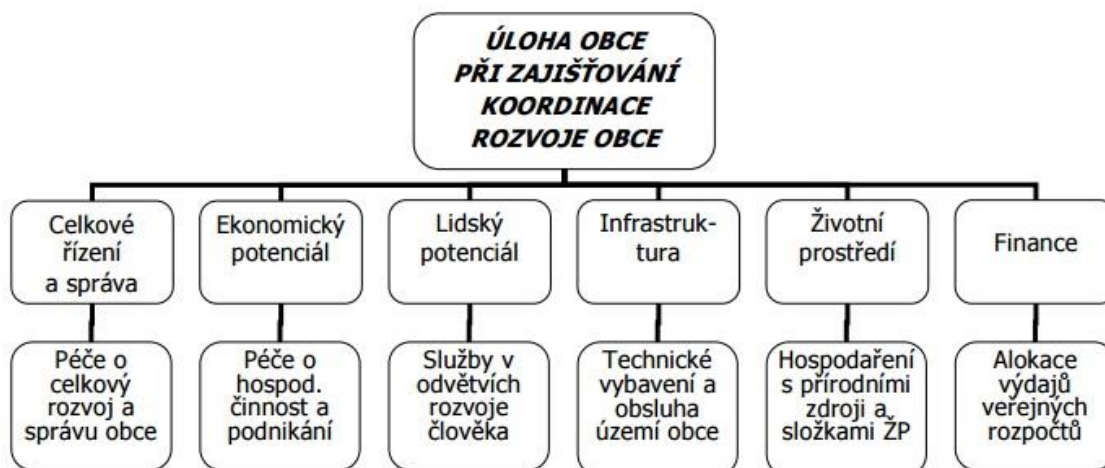 ÚLOHA OBCE
PŘI ZAJIŠŤOVÁNÍ
KOORDINACE
ROZVOJE OBCE
Celkové
řízení
a správa
Ekonomický
potenciál
Lidský
potenciál
Infrastruk-
tura
Životní
prostředí
Finance
Péče o
celkový
rozvoj a
správu obce
Péče o
hospod.
činnost a
podnikání
Služby v
odvětvích
rozvoje
člověka
Technické
vybavení a
obsluha
území obce
Hospodaření
s přírodními
zdroji a
složkami ŽP
Alokace
výdajů
veřejných
rozpočtů